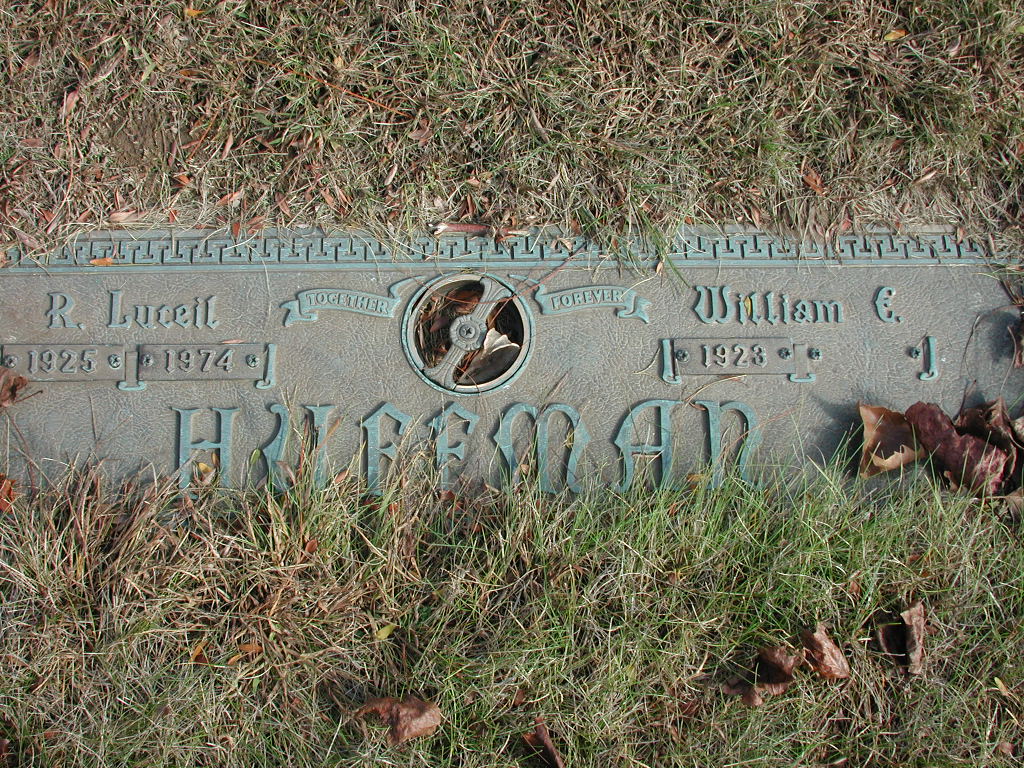 TOGETHER FOREVER
R. Luceil William E.
1925 1974 1923
HUFFMAN